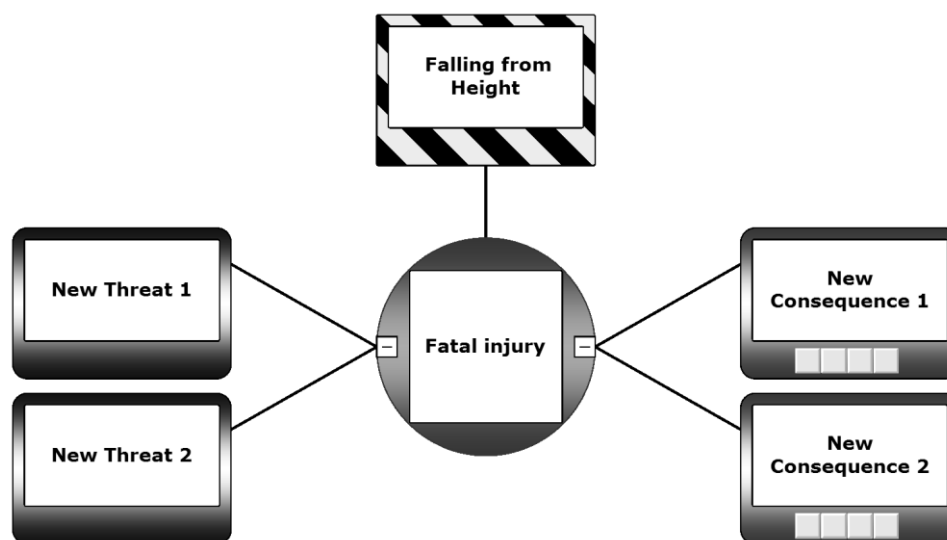 Falling from
Height
New Threat 1
Fatal injury
New
Consequence 1
New Threat 2
New
Consequence 2